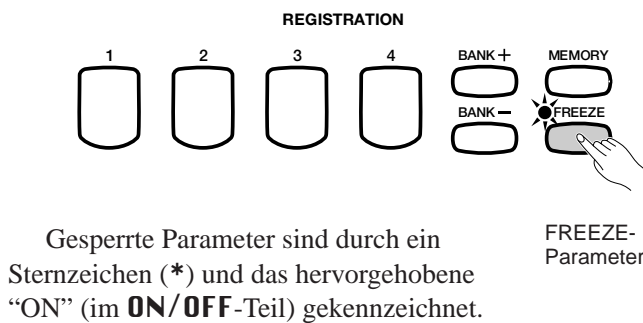 REGISTRATION
1 2 3 4 BANK + MEMORY
BANK − FREEZE
Gesperrte Parameter sind durch ein
Sternzeichen (*) und das hervorgehobene
“ON” (im ON/OFF-Teil) gekennzeichnet.
FREEZE-
Parameter